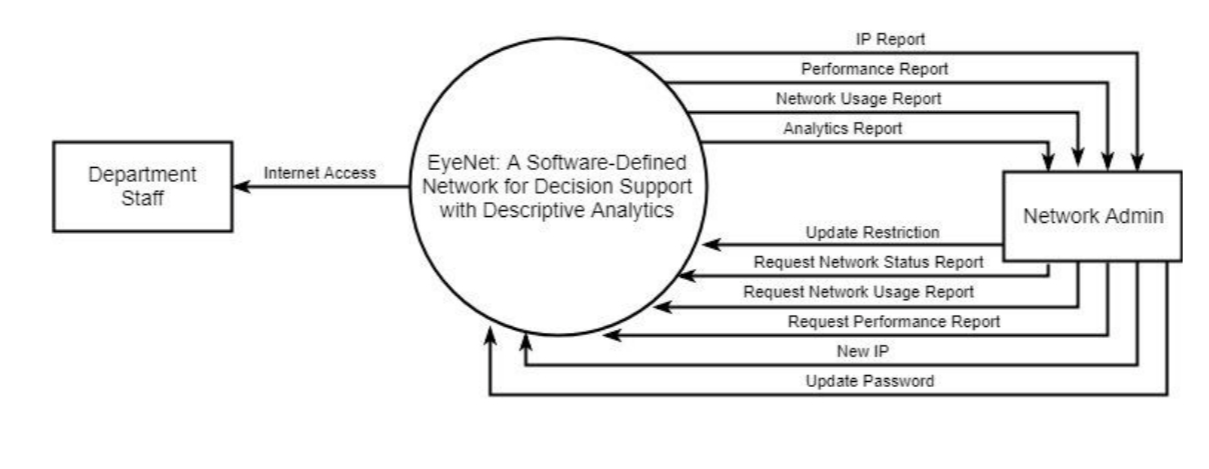 IP Report
Performance Report
Network Usage Report
Analytics Report
Department
Staff
Internet Access
EyeNet: A Software-Defined
Network for Decision Support
with Descriptive Analytics
Network Admin
Update Restriction
Request Network Status Report
Request Network Usage Report
Request Performance Report
New IP
Update Password